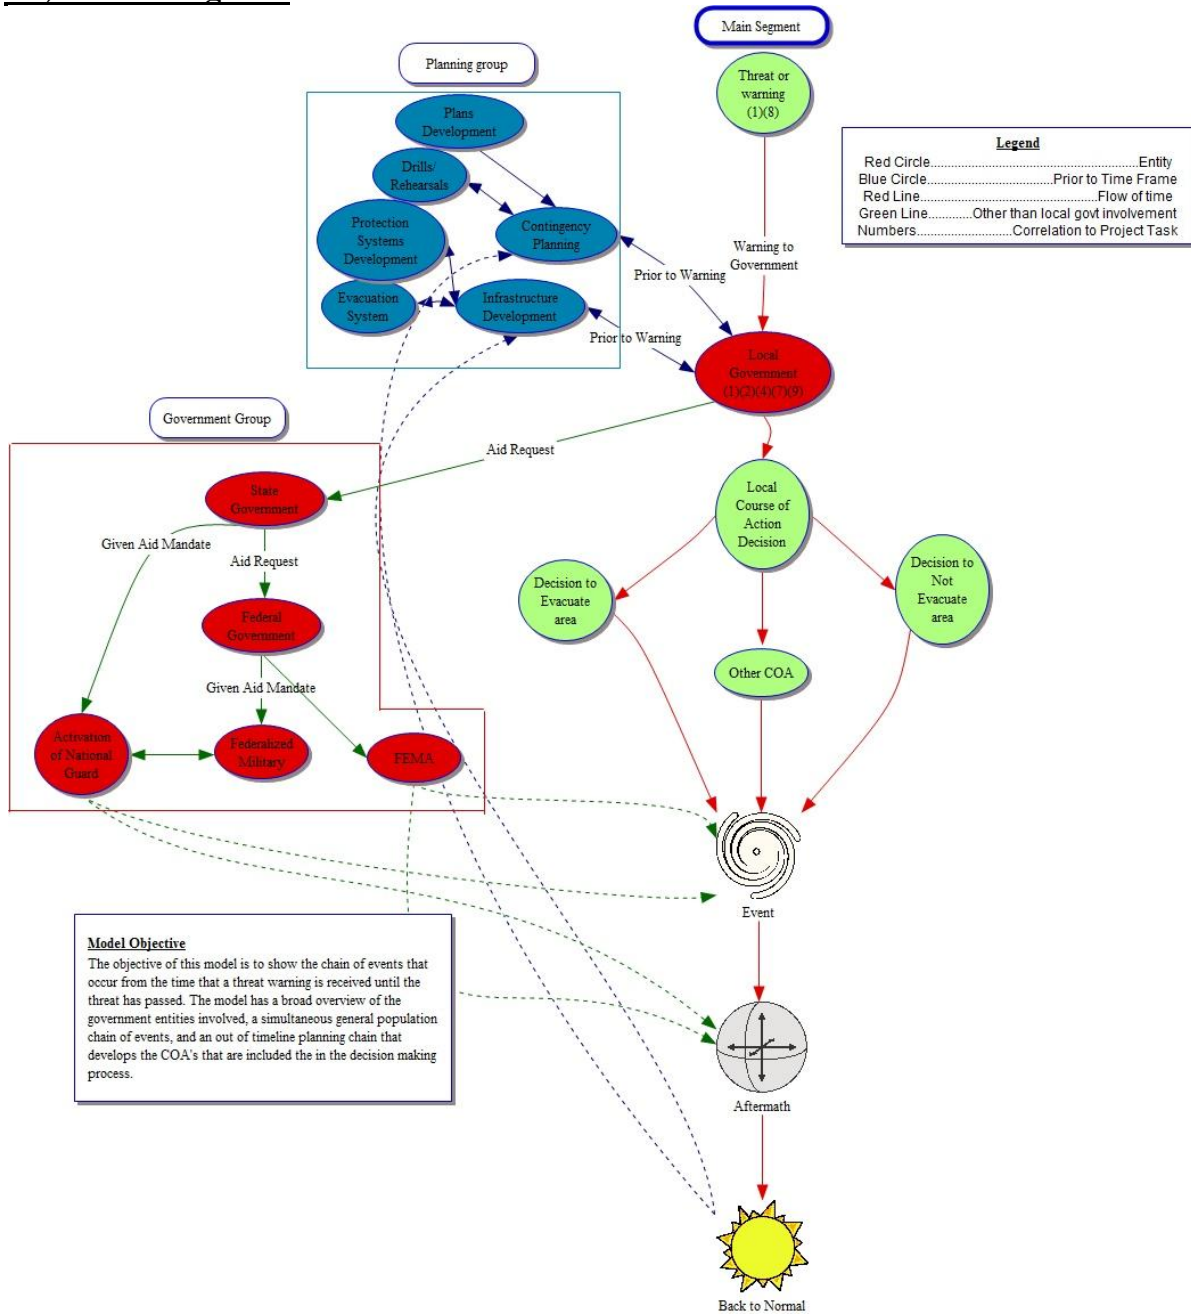 Main Segment
Threat or
warning
(1)(8)
Planning group
Plans
Development
Drills/
Rehearsals
Protection
Systems
Development
Evacuation
System
Contingency
Planning
Infrastructure
Development
Legend
Red Circle..................................................Entity
Blue Circle...............................Prior to Time Frame
Red Line.................................................Flow of time
Green Line...........Other than local govt involvement
Numbers.......................Correlation to Project Task
Warning to
Government
Prior to Warning
Prior to Warning
Local
Government
(1)(2)(4)(7)(9)
Government Group
Aid Request
State
Government
Given Aid Mandate
Aid Request
Federal
Government
Given Aid Mandate
Activation
of National
Guard
Federalized
Military
FEMA
Local
Course of
Action
Decision
Decision to
Evacuate
area
Decision to
Not
Evacuate
area
Other COA
Event
Model Objective
The objective of this model is to show the chain of events that
occur from the time that a threat warning is received until the
threat has passed. The model has a broad overview of the
government entities involved, a simultaneous general population
chain of events, and an out of timeline planning chain that
develops the COA's that are included the in the decision making
process.
Aftermath
Back to Normal